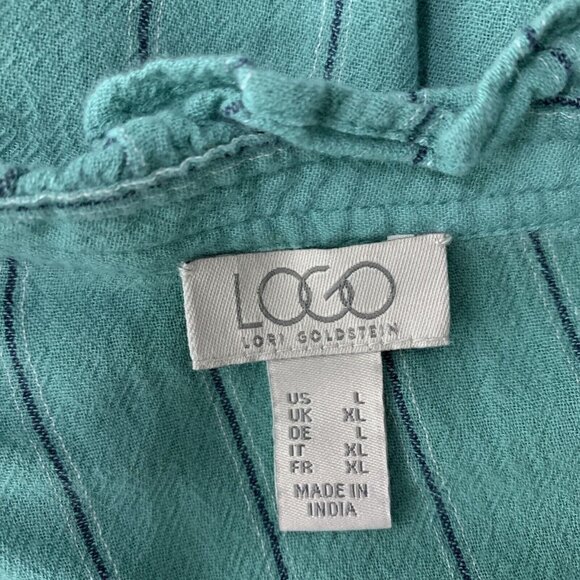 LOGO
LORI GOLDSTEIN
US L
UK XL
DE L
IT XL
FR XL
MADE IN
INDIA